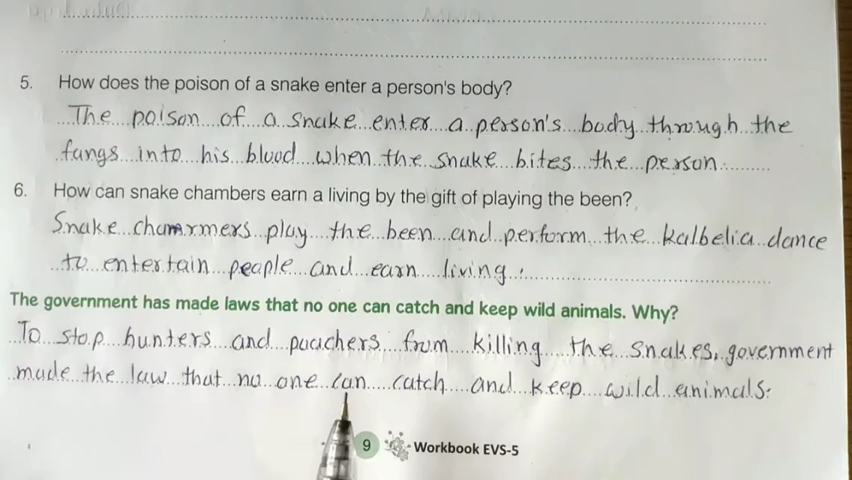 5. How does the poison of a snake enter a person's body?
The poison of a snake enter a person's body through the
fangs into his blood when the snake bites the person.
6. How can snake chambers earn a living by the gift of playing the been?
Snake charmers play the been and perform the kalbelia dance
to entertain people and earn living.
The government has made laws that no one can catch and keep wild animals. Why?
To stop hunters and poachers from killing the snakes, government
made the law that no one can catch and keep wild animals.
9 Workbook EVS-5